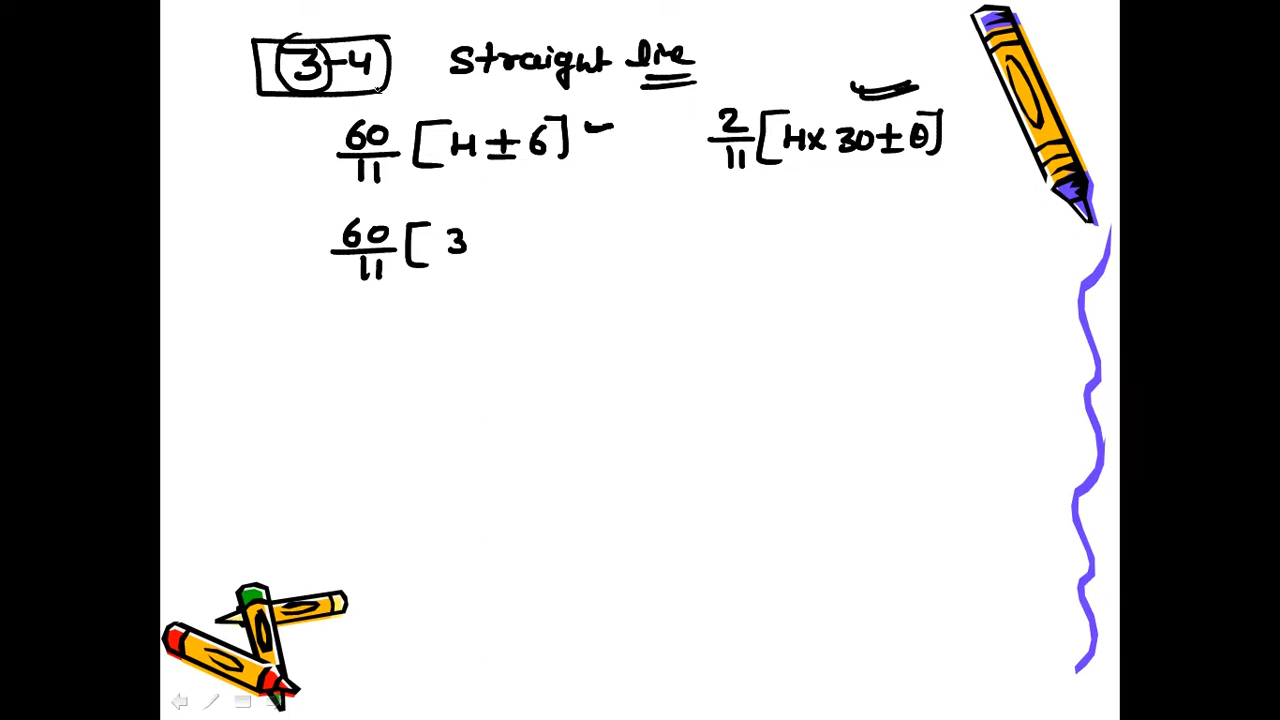 3-4 Straight line
60/11 [H ± 6] 2/11 [H x 30 ± θ]
60/11 [ 3